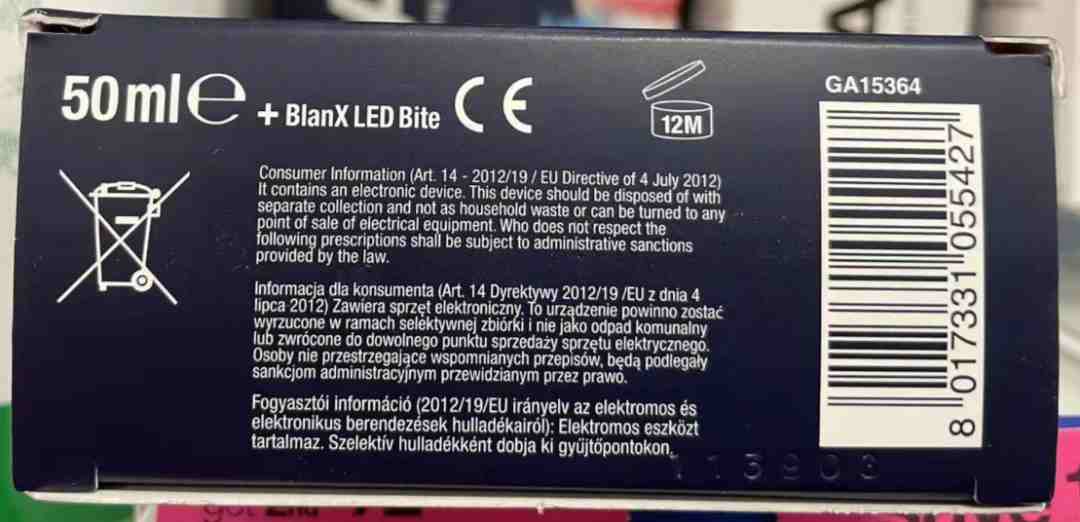 50ml℮ + BlanX LED Bite CE
12M
GA15364
Consumer Information (Art. 14 - 2012/19 / EU Directive of 4 July 2012)
It contains an electronic device. This device should be disposed of with
separate collection and not as household waste or can be turned to any
point of sale of electrical equipment. Who does not respect the
following prescriptions shall be subject to administrative sanctions
provided by the law.
Informacja dla konsumenta (Art. 14 Dyrektywy 2012/19 /EU z dnia 4
lipca 2012) Zawiera sprzęt elektroniczny. To urządzenie powinno zostać
wyrzucone w ramach selektywnej zbiórki i nie jako odpad komunalny
lub zwrócone do dowolnego punktu sprzedaży sprzętu elektrycznego.
Osoby nie przestrzegające wspomnianych przepisów, będą podlegały
sankcjom administracyjnym przewidzianym przez prawo.
Fogyasztói információ (2012/19/EU irányelv az elektromos és
elektronikus berendezések hulladékairól): Elektromos eszközt
tartalmaz. Szelektív hulladékként dobja ki gyűjtőpontokon.
8 017331 055427